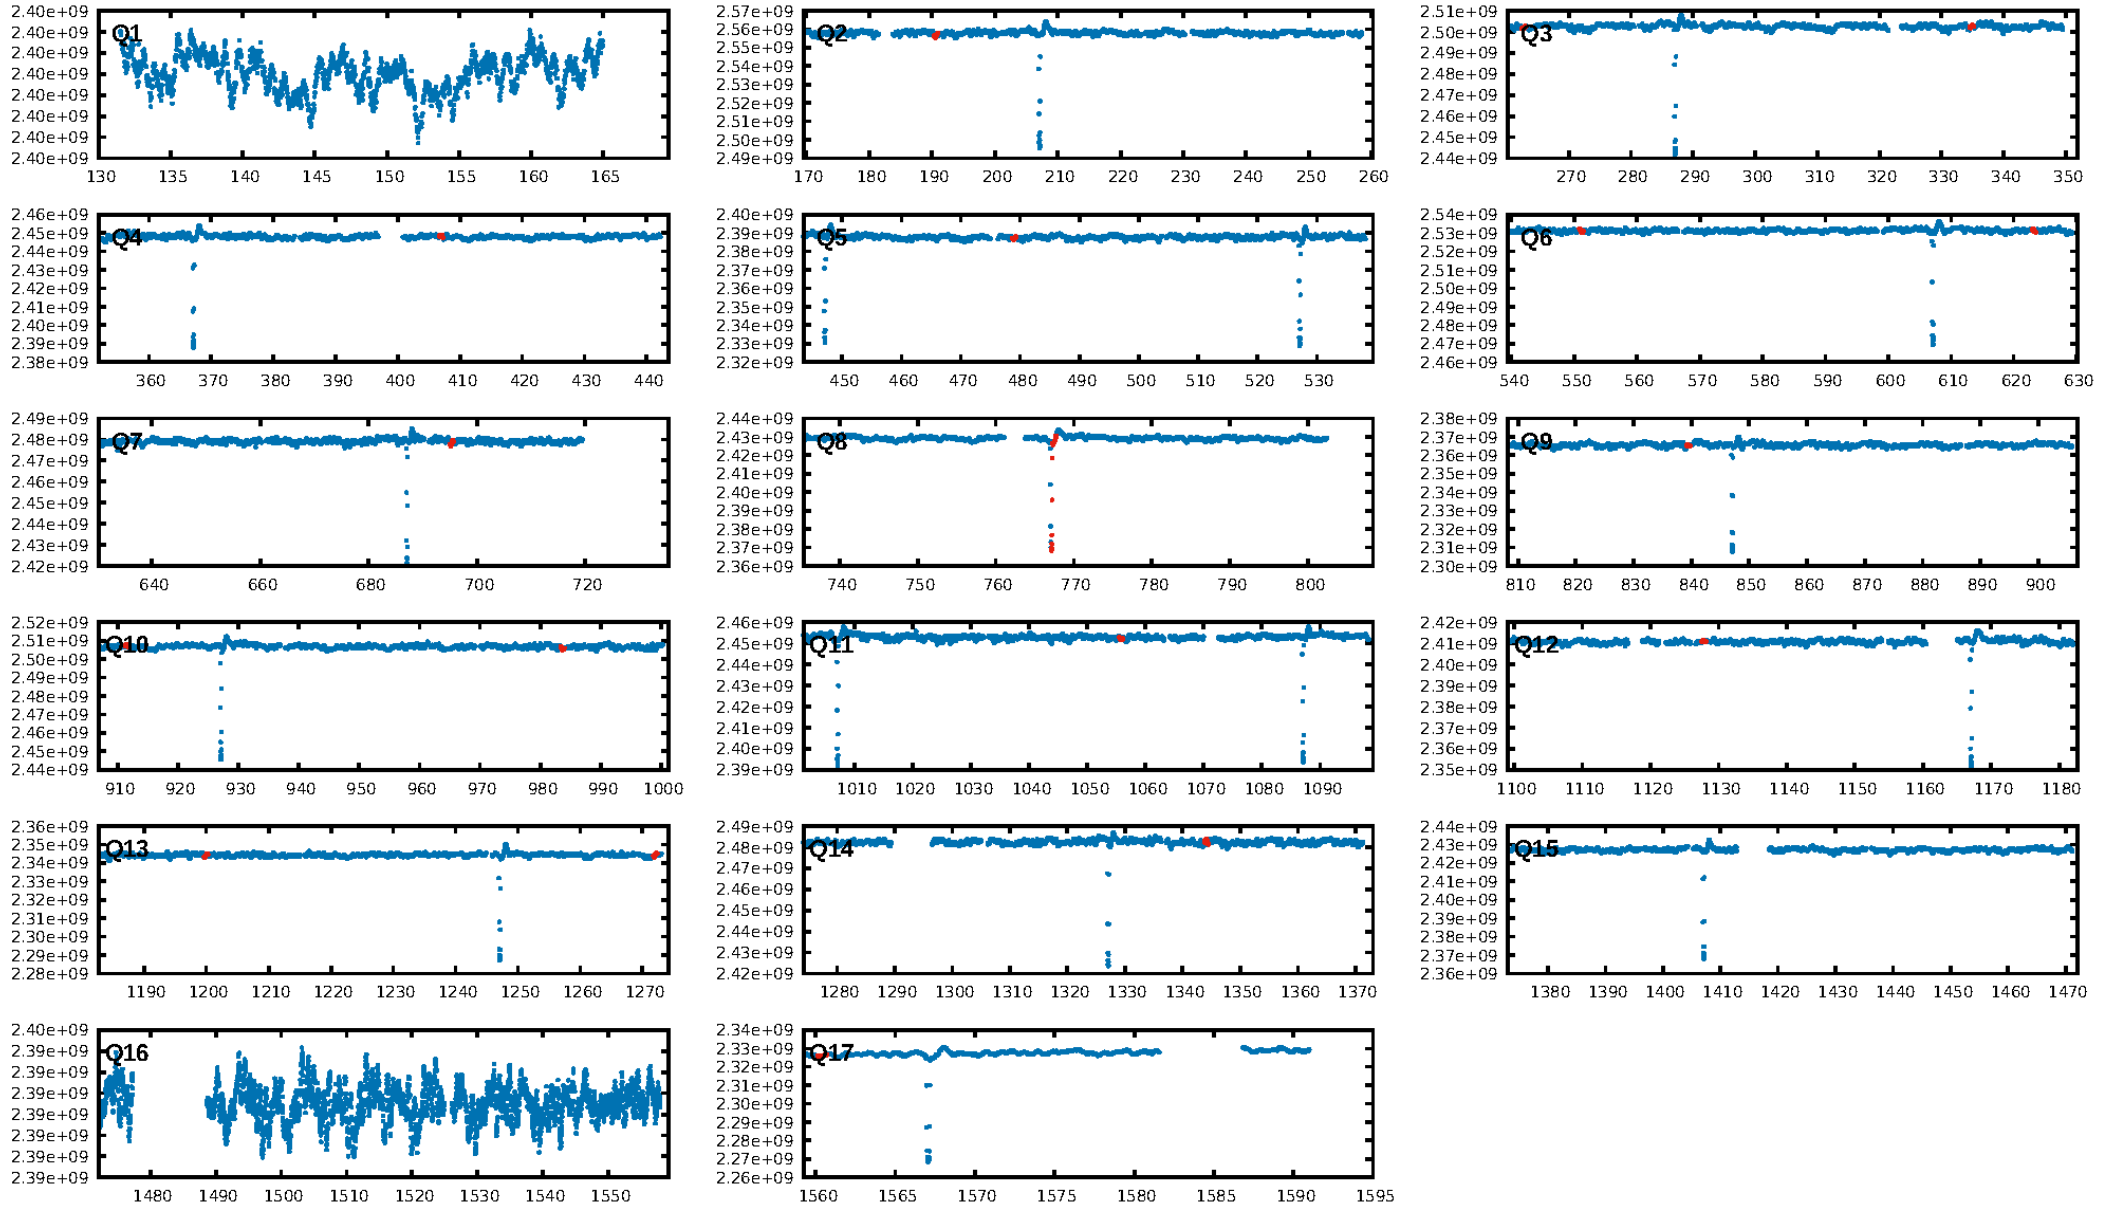 2.40e+09 2.40e+09 2.40e+09 2.40e+09 2.40e+09 2.40e+09 2.40e+09 2.40e+09
Q1
130 135 140 145 150 155 160 165
2.57e+09 2.56e+09 2.55e+09 2.54e+09 2.53e+09 2.52e+09 2.51e+09 2.50e+09 2.49e+09
Q2
170 180 190 200 210 220 230 240 250 260
2.51e+09 2.50e+09 2.49e+09 2.48e+09 2.47e+09 2.46e+09 2.45e+09 2.44e+09
Q3
270 280 290 300 310 320 330 340 350
2.46e+09 2.45e+09 2.44e+09 2.43e+09 2.42e+09 2.41e+09 2.40e+09 2.39e+09 2.38e+09
Q4
360 370 380 390 400 410 420 430 440
2.40e+09 2.39e+09 2.38e+09 2.37e+09 2.36e+09 2.35e+09 2.34e+09 2.33e+09 2.32e+09
Q5
450 460 470 480 490 500 510 520 530
2.54e+09 2.53e+09 2.52e+09 2.51e+09 2.50e+09 2.49e+09 2.48e+09 2.47e+09 2.46e+09
Q6
540 550 560 570 580 590 600 610 620 630
2.49e+09 2.48e+09 2.47e+09 2.46e+09 2.45e+09 2.44e+09 2.43e+09 2.42e+09
Q7
640 660 680 700 720
2.44e+09 2.43e+09 2.42e+09 2.41e+09 2.40e+09 2.39e+09 2.38e+09 2.37e+09 2.36e+09
Q8
740 750 760 770 780 790 800
2.38e+09 2.37e+09 2.36e+09 2.35e+09 2.34e+09 2.33e+09 2.32e+09 2.31e+09 2.30e+09
Q9
810 820 830 840 850 860 870 880 890 900
2.52e+09 2.51e+09 2.50e+09 2.49e+09 2.48e+09 2.47e+09 2.46e+09 2.45e+09 2.44e+09
Q10
910 920 930 940 950 960 970 980 990 1000
2.46e+09 2.45e+09 2.44e+09 2.43e+09 2.42e+09 2.41e+09 2.40e+09 2.39e+09
Q11
1010 1020 1030 1040 1050 1060 1070 1080 1090
2.42e+09 2.41e+09 2.40e+09 2.39e+09 2.38e+09 2.37e+09 2.36e+09 2.35e+09
Q12
1100 1110 1120 1130 1140 1150 1160 1170 1180
2.36e+09 2.35e+09 2.34e+09 2.33e+09 2.32e+09 2.31e+09 2.30e+09 2.29e+09 2.28e+09
Q13
1190 1200 1210 1220 1230 1240 1250 1260 1270
2.49e+09 2.48e+09 2.47e+09 2.46e+09 2.45e+09 2.44e+09 2.43e+09 2.42e+09
Q14
1280 1290 1300 1310 1320 1330 1340 1350 1360 1370
2.44e+09 2.43e+09 2.42e+09 2.41e+09 2.40e+09 2.39e+09 2.38e+09 2.37e+09 2.36e+09
Q15
1380 1390 1400 1410 1420 1430 1440 1450 1460 1470
2.40e+09 2.39e+09 2.39e+09 2.39e+09 2.39e+09 2.39e+09 2.39e+09 2.39e+09
Q16
1480 1490 1500 1510 1520 1530 1540 1550
2.34e+09 2.33e+09 2.32e+09 2.31e+09 2.30e+09 2.29e+09 2.28e+09 2.27e+09 2.26e+09
Q17
1560 1565 1570 1575 1580 1585 1590 1595